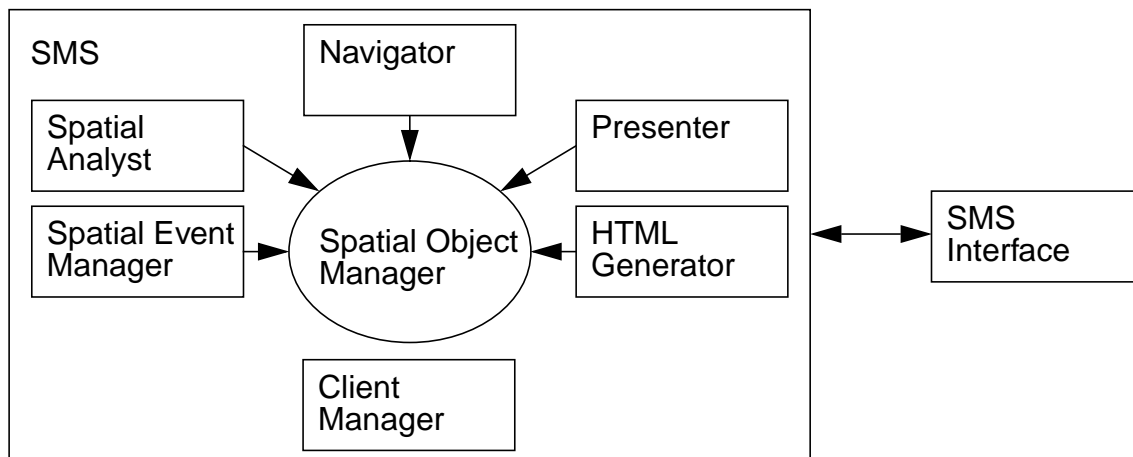 SMS
Navigator
Spatial
Analyst
Presenter
Spatial Event
Manager
Spatial Object
Manager
HTML
Generator
SMS
Interface
Client
Manager